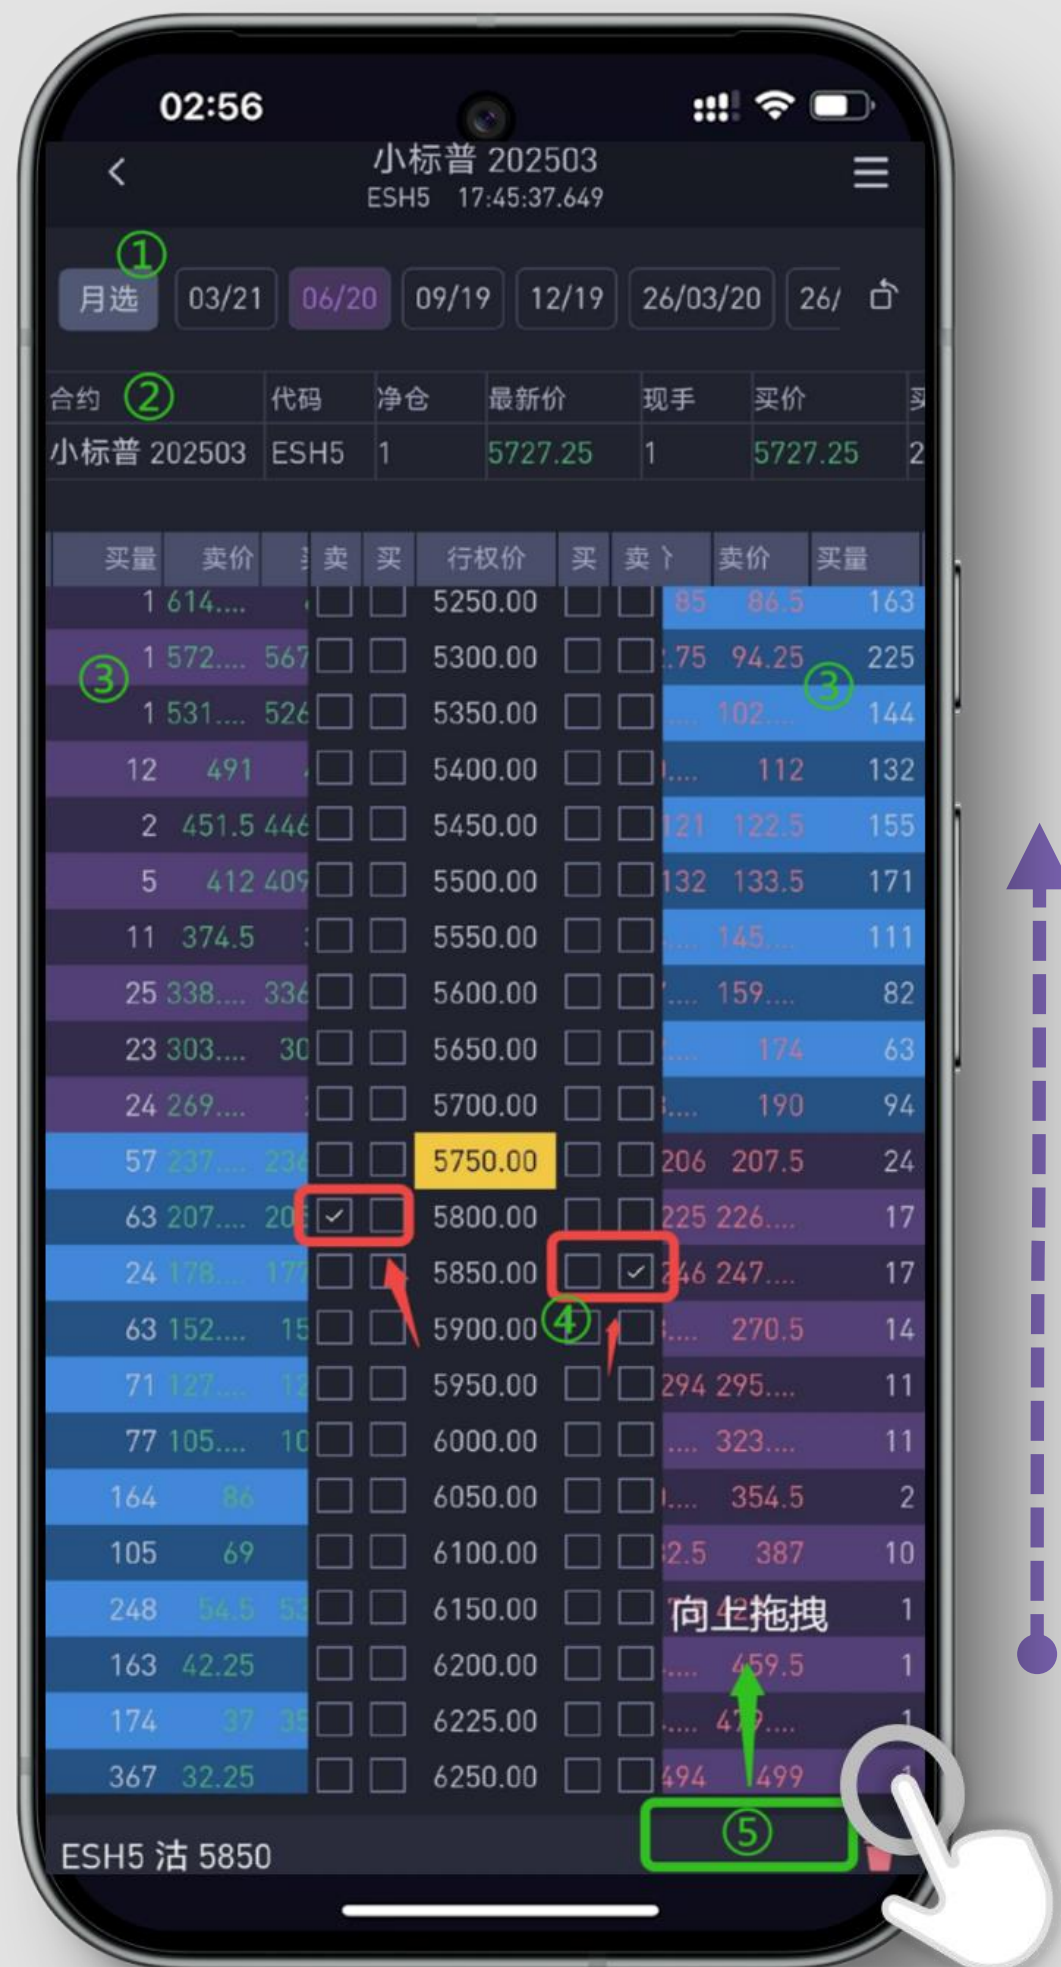 02:56
小标普 202503
ESH5 17:45:37.649
①
月选 03/21 06/20 09/19 12/19 26/03/20 26/
合约 ② 代码 净仓 最新价 现手 买价
小标普 202503 ESH5 1 5727.25 1 5727.25 2
买量 卖价 卖 买 行权价 买 卖 卖价 买量
1 614.... 5250.00 85 86.5 163
③ 1 572.... 567 5300.00 .75 94.25 ③ 225
1 531.... 526 5350.00 .... 102.... 144
12 491 5400.00 .... 112 132
2 451.5 446 5450.00 121 122.5 155
5 412 409 5500.00 132 133.5 171
11 374.5 5550.00 .... 145.... 111
25 338.... 336 5600.00 .... 159.... 82
23 303.... 30 5650.00 .... 174 63
24 269.... 5700.00 .... 190 94
57 237.... 236 5750.00 206 207.5 24
63 207.... 20 5800.00 225 226.... 17
24 178.... 177 5850.00 246 247.... 17
63 152.... 15 5900.00 ④ .... 270.5 14
71 127.... 12 5950.00 294 295.... 11
77 105.... 10 6000.00 .... 323.... 11
164 86 6050.00 .... 354.5 2
105 69 6100.00 2.5 387 10
248 54.5 53 6150.00 向上拖拽 1
163 42.25 6200.00 .... 459.5 1
174 37 35 6225.00 .... 479.... 1
367 32.25 6250.00 494 499 1
ESH5 沽 5850 ⑤